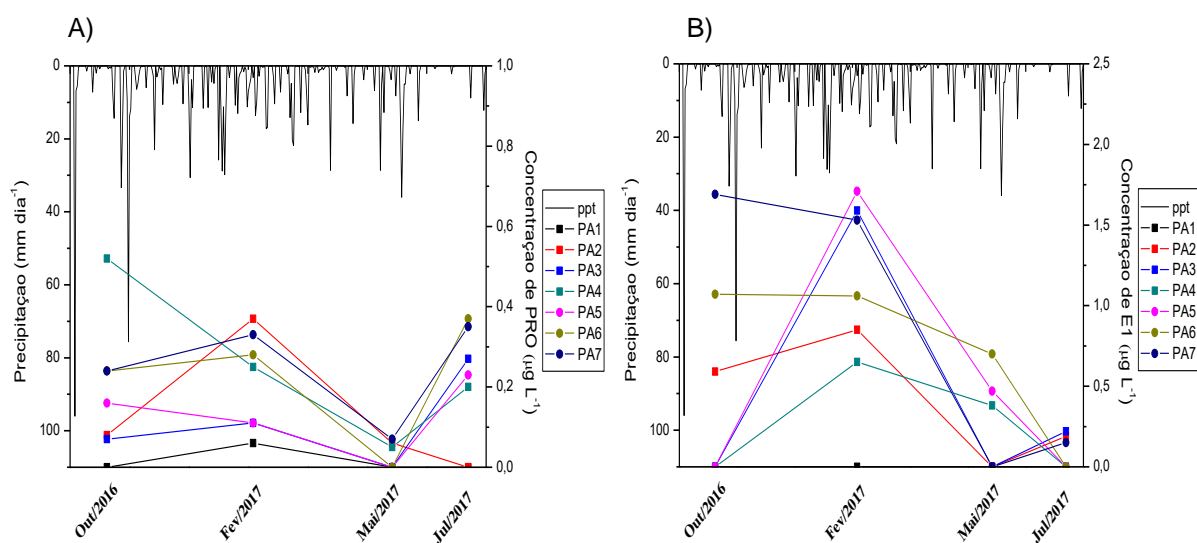 A)
0
20
40
60
80
100
Precipitaçao (mm dia-1)
1,0
0,8
0,6
0,4
0,2
0,0
Concentraçao de PRO (µg L-1)
Out/2016
Fev/2017
Mai/2017
Jul/2017
ppt
PA1
PA2
PA3
PA4
PA5
PA6
PA7
B)
0
20
40
60
80
100
Precipitaçao (mm dia-1)
2,5
2,0
1,5
1,0
0,5
0,0
Concentraçao de E1 (µg L-1)
Out/2016
Fev/2017
Mai/2017
Jul/2017
ppt
PA1
PA2
PA3
PA4
PA5
PA6
PA7